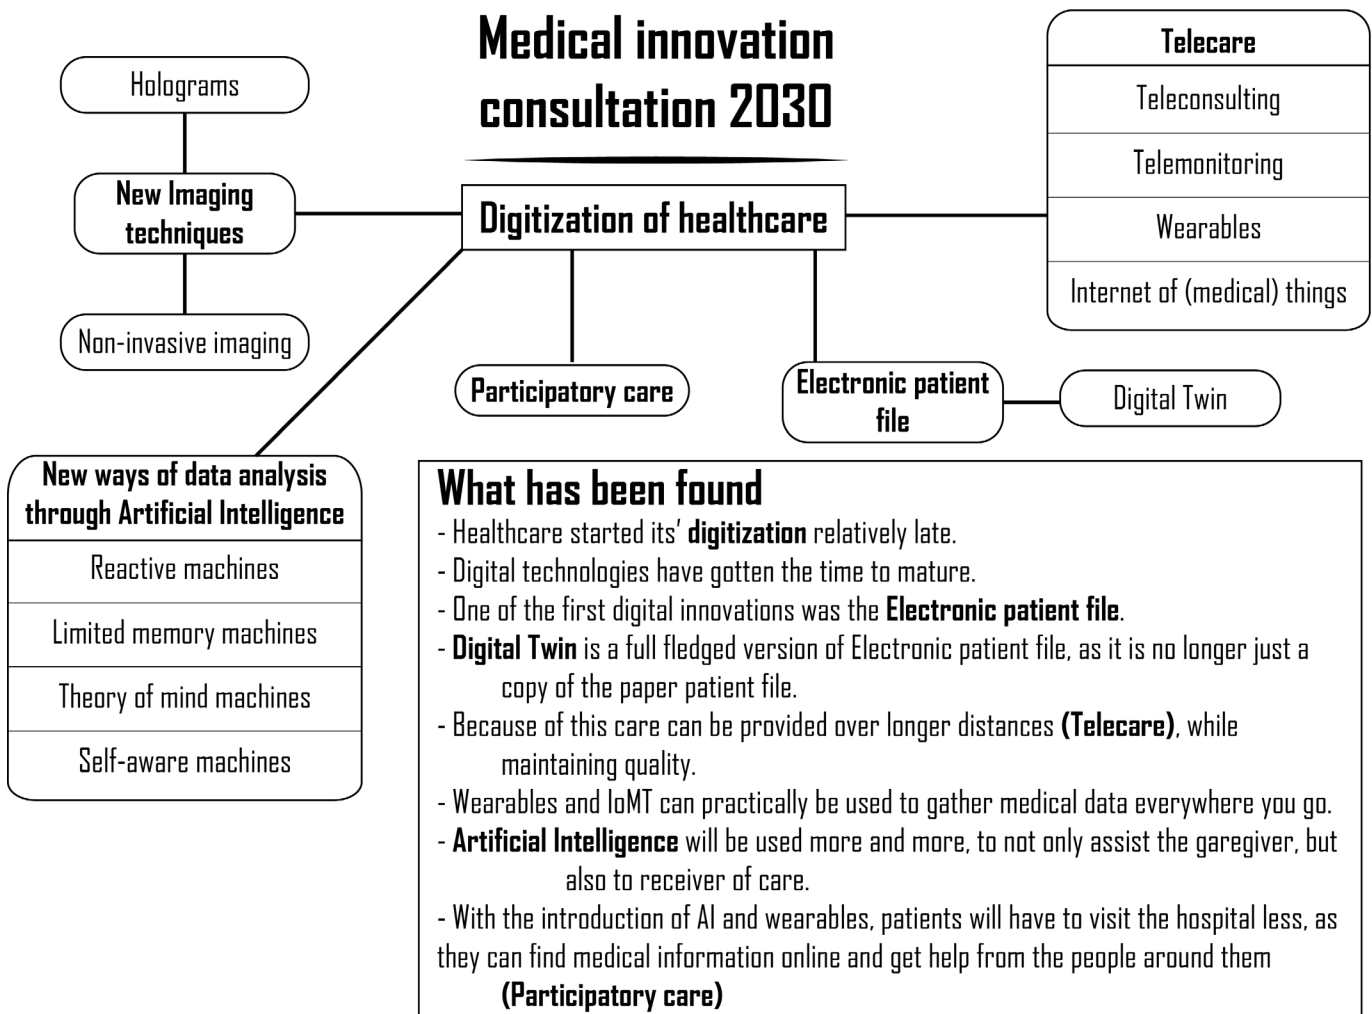 Medical innovation
consultation 2030
Holograms
New Imaging
techniques
Non-invasive imaging
Digitization of healthcare
Telecare
Teleconsulting
Telemonitoring
Wearables
Internet of (medical) things
Participatory care
Electronic patient
file
Digital Twin
New ways of data analysis
through Artificial Intelligence
Reactive machines
Limited memory machines
Theory of mind machines
Self-aware machines
What has been found
- Healthcare started its' digitization relatively late.
- Digital technologies have gotten the time to mature.
- One of the first digital innovations was the Electronic patient file.
- Digital Twin is a full fledged version of Electronic patient file, as it is no longer just a
copy of the paper patient file.
- Because of this care can be provided over longer distances (Telecare), while
maintaining quality.
- Wearables and IoMT can practically be used to gather medical data everywhere you go.
- Artificial Intelligence will be used more and more, to not only assist the garegiver, but
also to receiver of care.
- With the introduction of AI and wearables, patients will have to visit the hospital less, as
they can find medical information online and get help from the people around them
(Participatory care)